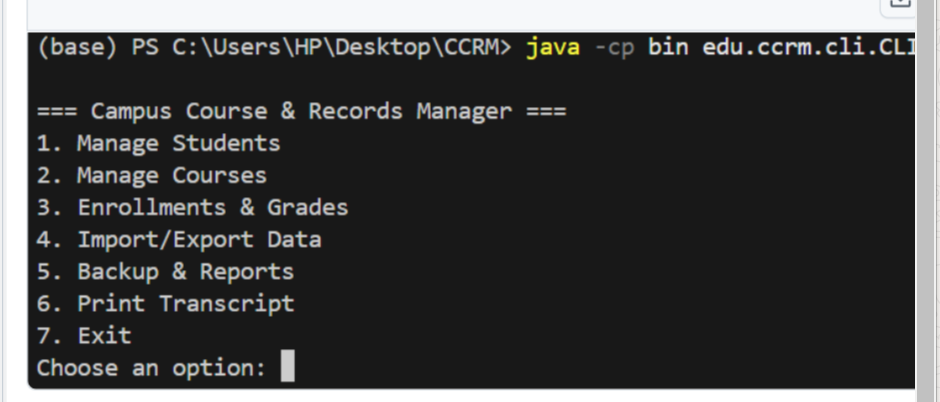 (base) PS C:\Users\HP\Desktop\CCRM> java -cp bin edu.ccrm.cli.CLI
=== Campus Course & Records Manager ===
1. Manage Students
2. Manage Courses
3. Enrollments & Grades
4. Import/Export Data
5. Backup & Reports
6. Print Transcript
7. Exit
Choose an option: